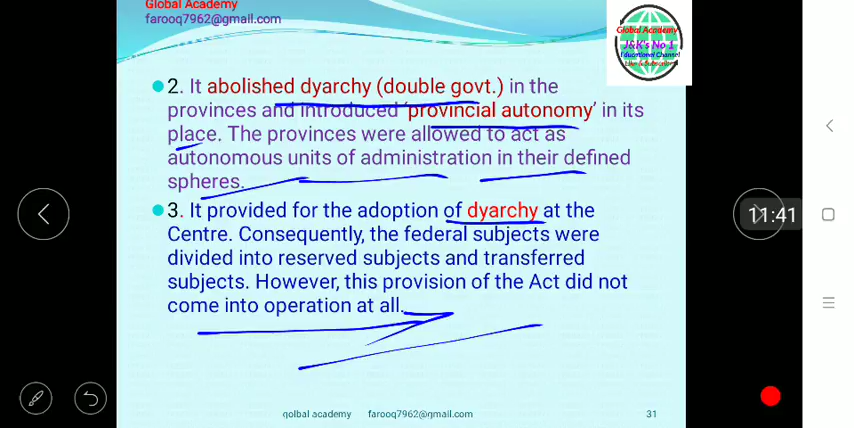 Global Academy
farooq7962@gmail.com
Global Academy
J&K's No 1
Educational Channel
Like & Subscribe
2. It abolished dyarchy (double govt.) in the
provinces and introduced 'provincial autonomy' in its
place. The provinces were allowed to act as
autonomous units of administration in their defined
spheres.
3. It provided for the adoption of dyarchy at the
Centre. Consequently, the federal subjects were
divided into reserved subjects and transferred
subjects. However, this provision of the Act did not
come into operation at all.
11:41
golbal academy farooq7962@gmail.com 31